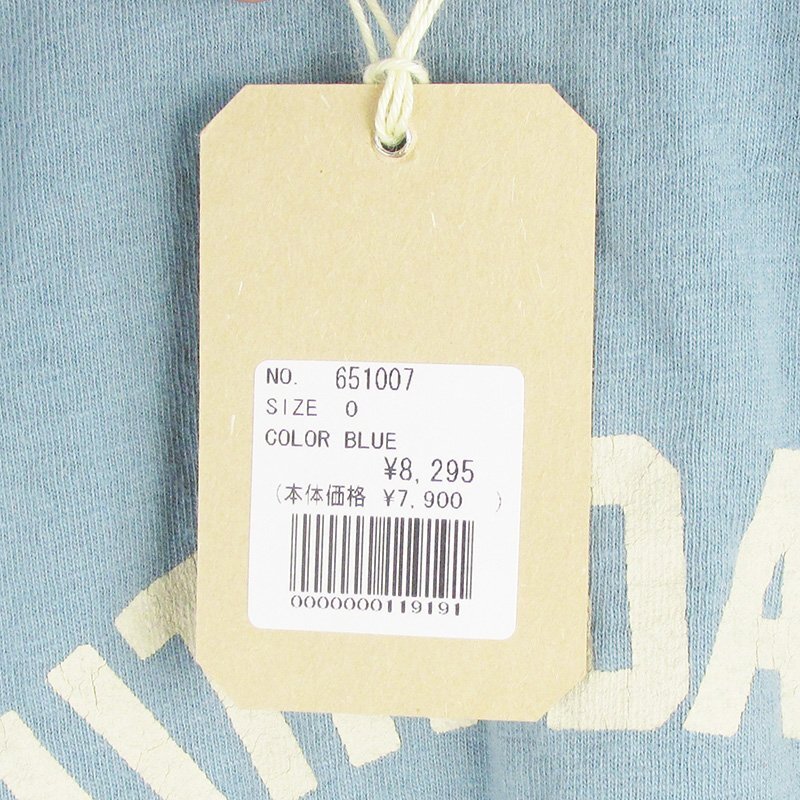 NO. 651007
SIZE 0
COLOR BLUE
¥8,295
(本体価格 ¥7,900 )
0000000119191